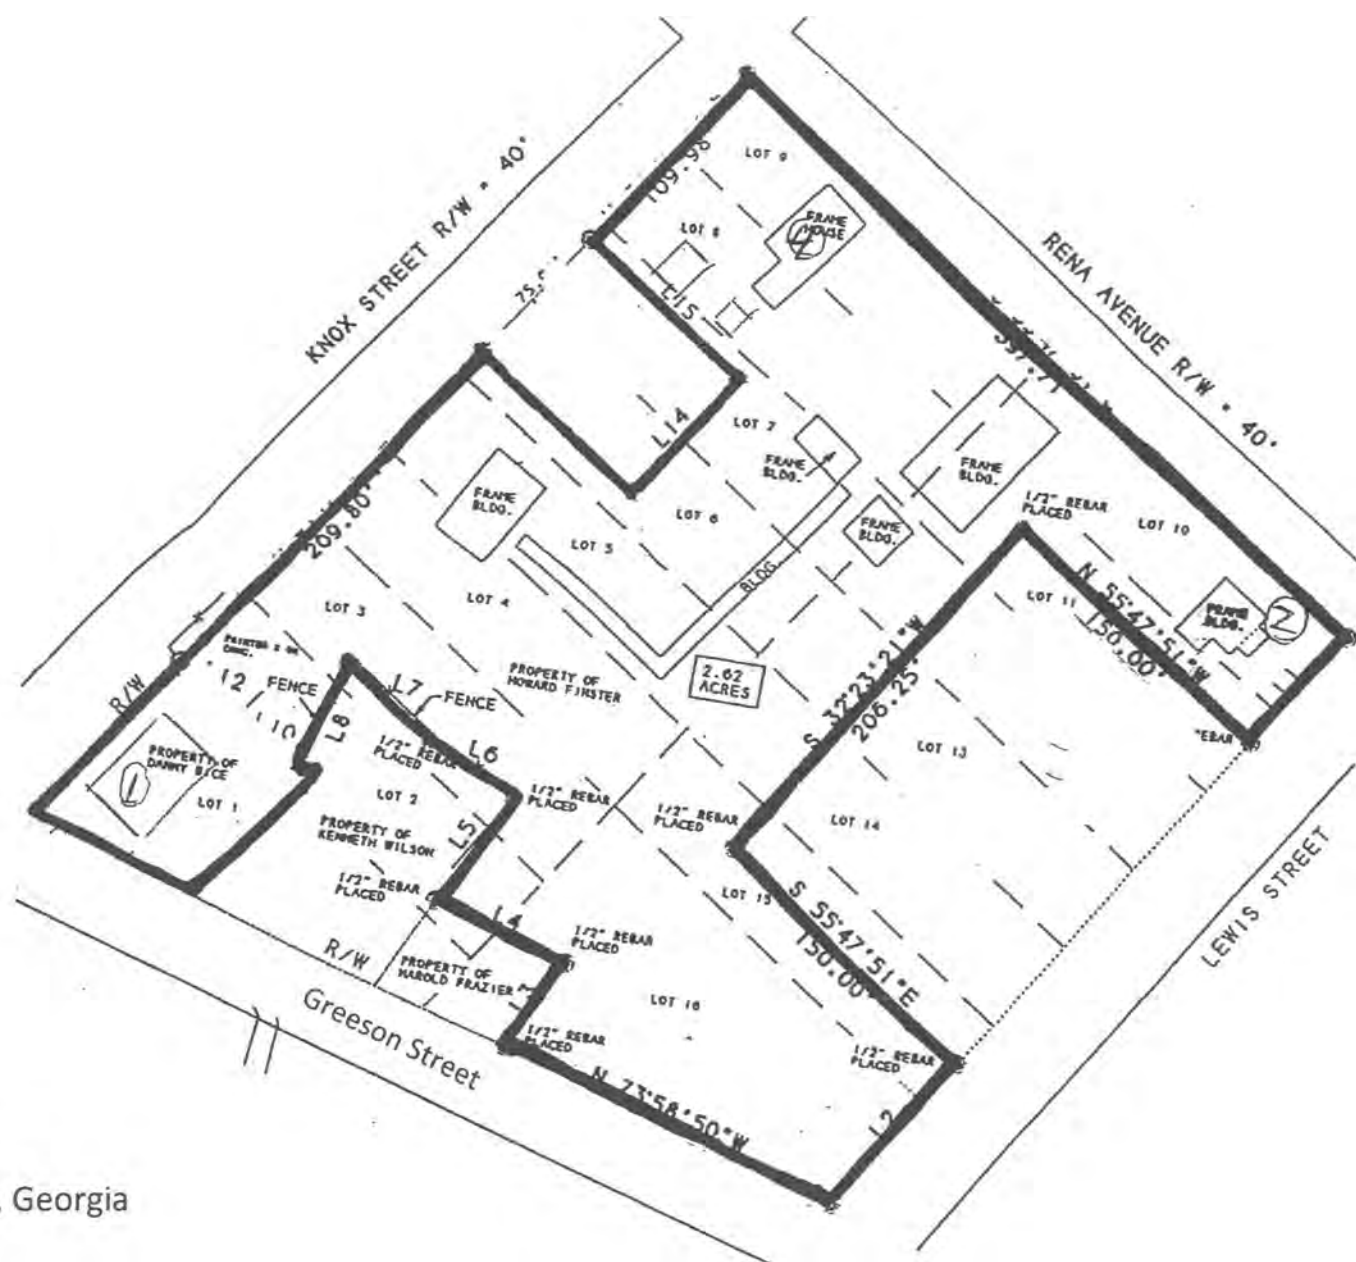 KNOX STREET R/W = 40'
RENA AVENUE R/W = 40'
LOT 9
109.98
LOT 8
FRAME
HOUSE
4
L15
L14
LOT 7
FRAME
BLDG.
FRAME
BLDG.
1/2" REBAR
PLACED
LOT 10
FRAME
BLDG.
LOT 6
FRAME
BLDG.
LOT 5
BLDG
209.80'
LOT 4
LOT 3
LOT 11
N 55°47'51"W
150.00'
FRAME
BLDG.
2
S 32°23'21"W
206.25'
PROPERTY OF
HOWARD FINSTER
2.62
ACRES
LOT 13
R/W
12
FENCE
L10
L8
L7
FENCE
L6
1/2" REBAR
PLACED
PROPERTY OF
DANNY BICE
1
LOT 1
LOT 2
1/2" REBAR
PLACED
1/2" REBAR
PLACED
LOT 14
PROPERTY OF
KENNETH WILSON
L5
1/2" REBAR
PLACED
LOT 15
S 55°47'51"E
150.00'
L4
1/2" REBAR
PLACED
R/W
PROPERTY OF
HAROLD FRAZIER
LOT 16
LEWIS STREET
Greeson Street
1/2" REBAR
PLACED
1/2" REBAR
PLACED
N 73°58'50"W
L2
Georgia